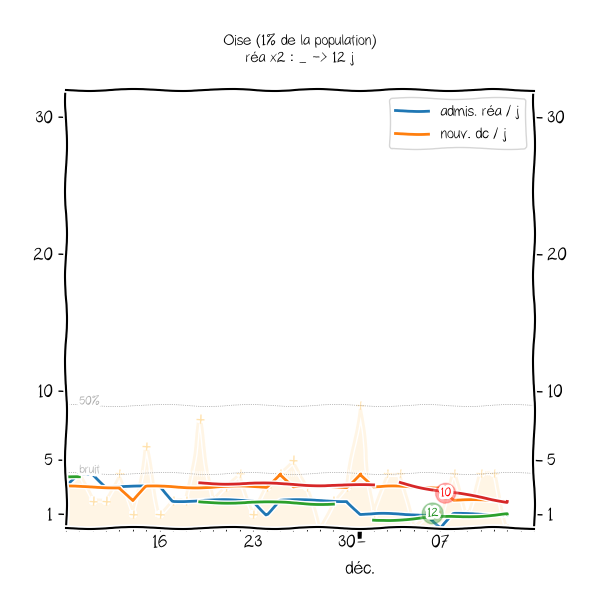 Oise (1% de la population)
réa x2 : _ -> 12 j
admis. réa / j
nouv. dc / j
30
30
20
20
10
10
50%
5
5
bruit
10
12
1
1
16
23
30
07
déc.